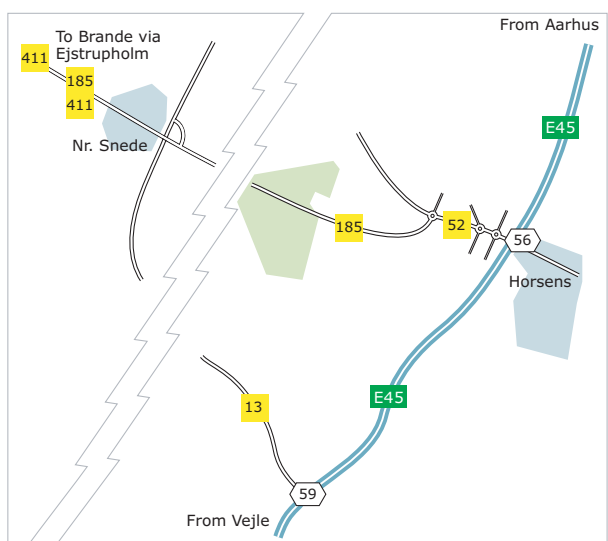 From Aarhus
To Brande via
Ejstrupholm
411
185
411
E45
Nr. Snede
185
52
56
Horsens
E45
13
59
From Vejle